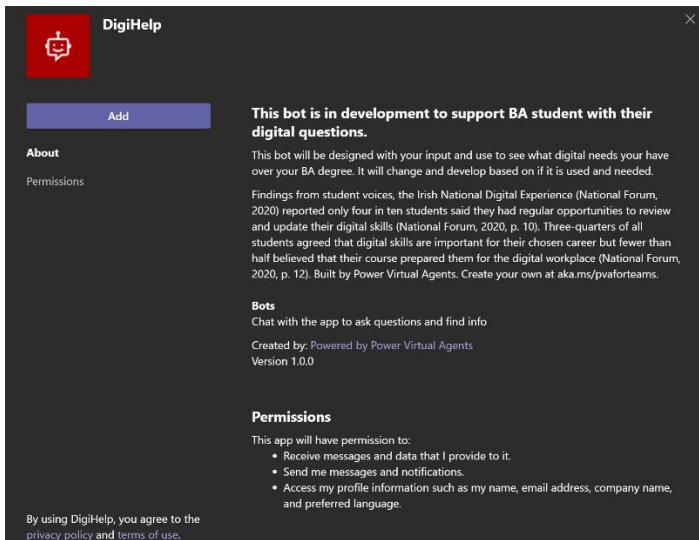 DigiHelp
Add
About
Permissions
This bot is in development to support BA student with their
digital questions.
This bot will be designed with your input and use to see what digital needs your have
over your BA degree. It will change and develop based on if it is used and needed.
Findings from student voices, the Irish National Digital Experience (National Forum,
2020) reported only four in ten students said they had regular opportunities to review
and update their digital skills (National Forum, 2020, p. 10). Three-quarters of all
students agreed that digital skills are important for their chosen career but fewer than
half believed that their course prepared them for the digital workplace (National Forum,
2020, p. 12). Built by Power Virtual Agents. Create your own at aka.ms/pvaforteams.
Bots
Chat with the app to ask questions and find info
Created by: Powered by Power Virtual Agents
Version 1.0.0
Permissions
This app will have permission to:
• Receive messages and data that I provide to it.
• Send me messages and notifications.
• Access my profile information such as my name, email address, company name,
and preferred language.
By using DigiHelp, you agree to the
privacy policy and terms of use.